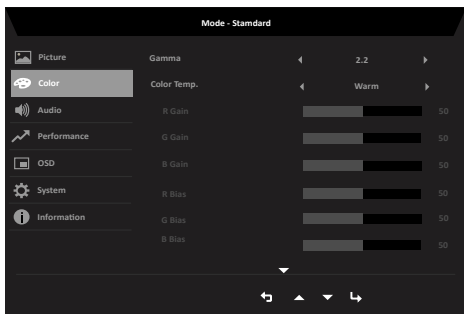 Mode - Stamdard
Picture
Gamma 2.2
Color
Color Temp. Warm
Audio
R Gain 50
Performance
G Gain 50
OSD
B Gain 50
System
R Bias 50
Information
G Bias 50
B Bias 50